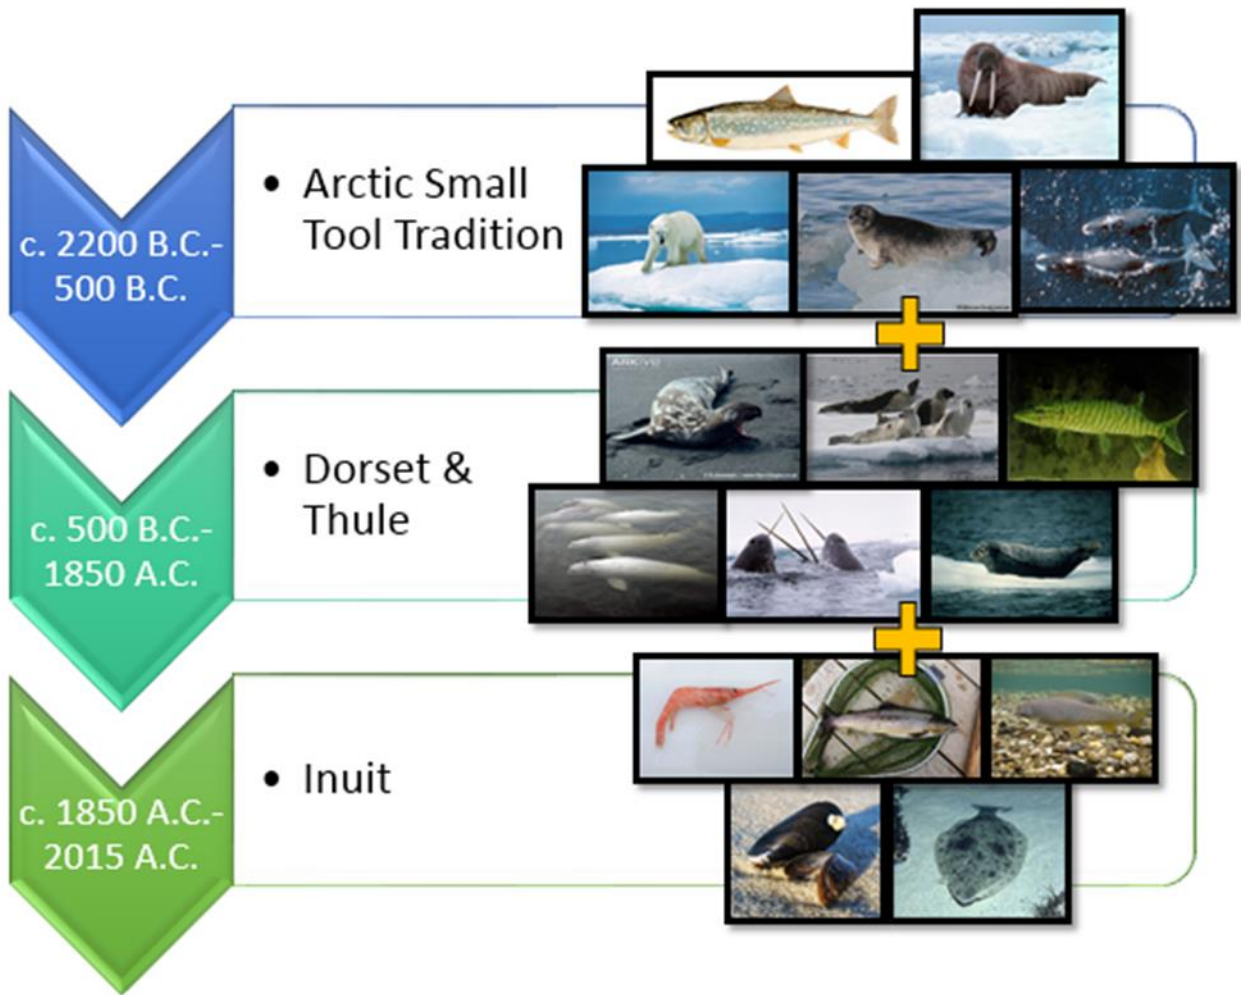 c. 2200 B.C.-
500 B.C.
• Arctic Small
Tool Tradition
c. 500 B.C.-
1850 A.C.
• Dorset &
Thule
c. 1850 A.C.-
2015 A.C.
• Inuit